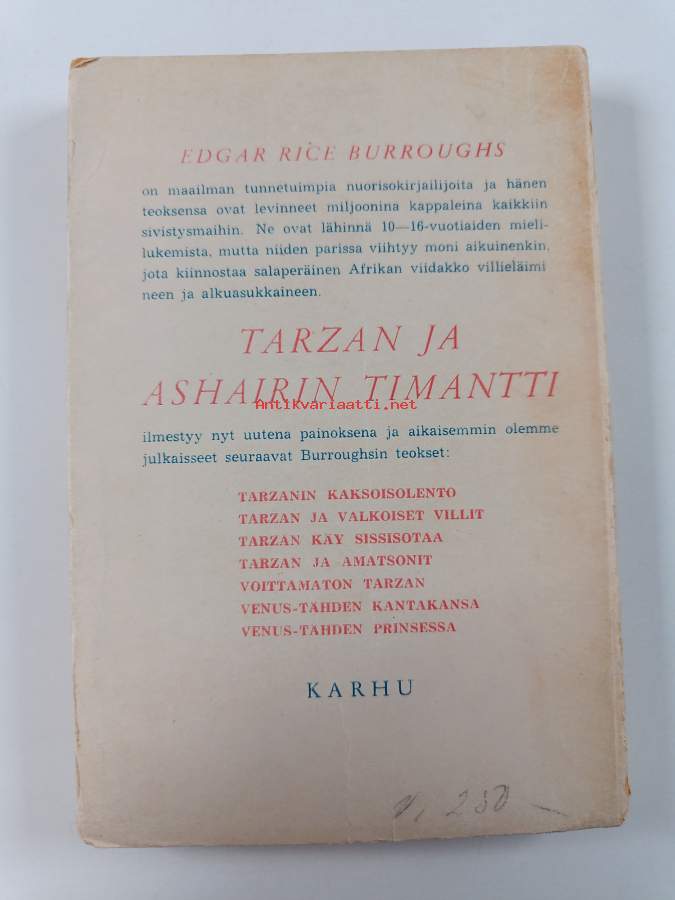 EDGAR RICE BURROUGHS
on maailman tunnetuimpia nuorisokirjailijoita ja hänen
teoksensa ovat levinneet miljoonina kappaleina kaikkiin
sivistysmaihin. Ne ovat lähinnä 10—16-vuotiaiden mieli-
lukemista, mutta niiden parissa viihtyy moni aikuinenkin,
jota kiinnostaa salaperäinen Afrikan viidakko villieläimi
neen ja alkuasukkaineen.
TARZAN JA
ASHAIRIN TIMANTTI
Antikvariaatti.net
ilmestyy nyt uutena painoksena ja aikaisemmin olemme
julkaisseet seuraavat Burroughsin teokset:
TARZANIN KAKSOISOLENTO
TARZAN JA VALKOISET VILLIT
TARZAN KÄY SISSISOTAA
TARZAN JA AMATSONIT
VOITTAMATON TARZAN
VENUS-TÄHDEN KANTAKANSA
VENUS-TÄHDEN PRINSESSA
KARHU
250